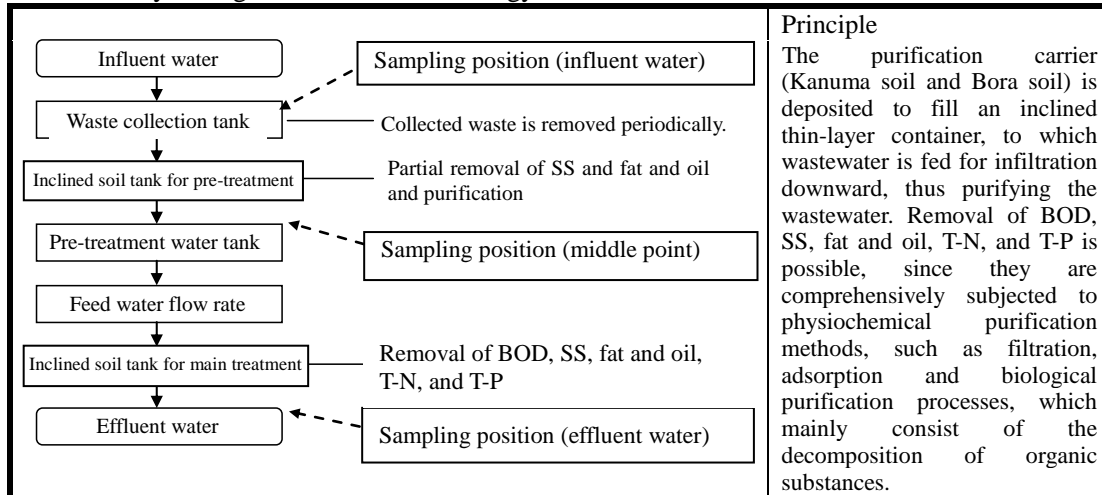 Influent water
Sampling position (influent water)
Waste collection tank
Collected waste is removed periodically.
Inclined soil tank for pre-treatment
Partial removal of SS and fat and oil
and purification
Pre-treatment water tank
Sampling position (middle point)
Feed water flow rate
Inclined soil tank for main treatment
Removal of BOD, SS, fat and oil,
T-N, and T-P
Effluent water
Sampling position (effluent water)
Principle
The purification carrier
(Kanuma soil and Bora soil) is
deposited to fill an inclined
thin-layer container, to which
wastewater is fed for infiltration
downward, thus purifying the
wastewater. Removal of BOD,
SS, fat and oil, T-N, and T-P is
possible, since they are
comprehensively subjected to
physiochemical purification
methods, such as filtration,
adsorption and biological
purification processes, which
mainly consist of the
decomposition of organic
substances.